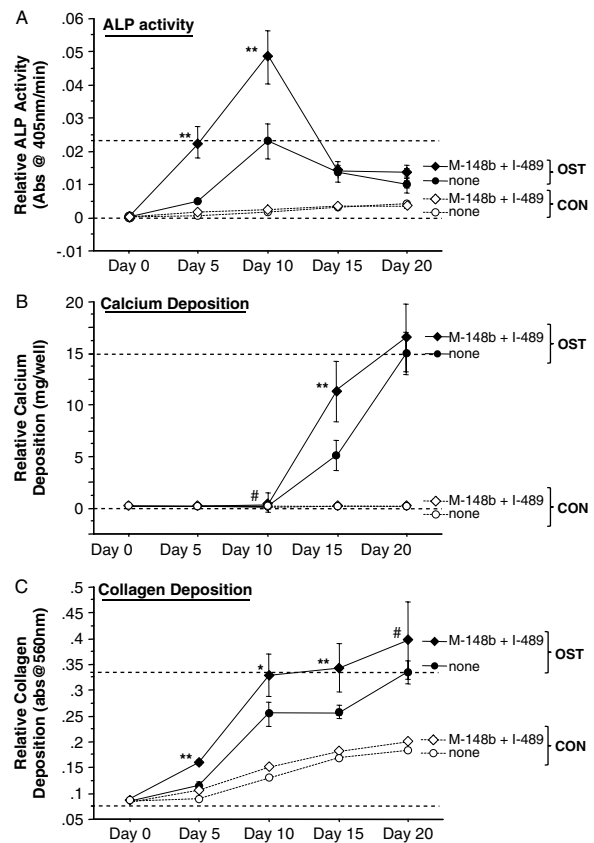 A
ALP activity
Relative ALP Activity
(Abs @ 405nm/min)
.06
.05
.04
.03
.02
.01
0
-.01
**
**
M-148b + I-489
none
OST
M-148b + I-489
none
CON
Day 0 Day 5 Day 10 Day 15 Day 20
B
Calcium Deposition
Relative Calcium
Deposition (mg/well)
20
15
10
5
0
#
**
M-148b + I-489
none
OST
M-148b + I-489
none
CON
Day 0 Day 5 Day 10 Day 15 Day 20
C
Collagen Deposition
Relative Collagen
Deposition (abs@560nm)
.5
.45
.4
.35
.3
.25
.2
.15
.1
.05
**
*
**
#
M-148b + I-489
none
OST
M-148b + I-489
none
CON
Day 0 Day 5 Day 10 Day 15 Day 20